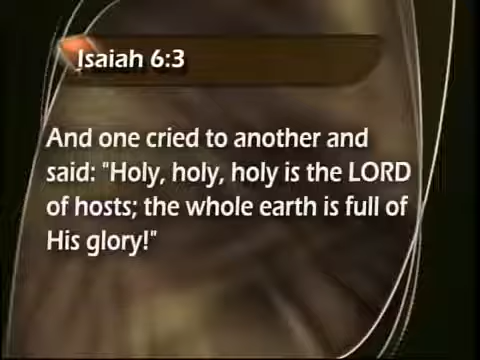 Isaiah 6:3
And one cried to another and
said: "Holy, holy, holy is the LORD
of hosts; the whole earth is full of
His glory!"